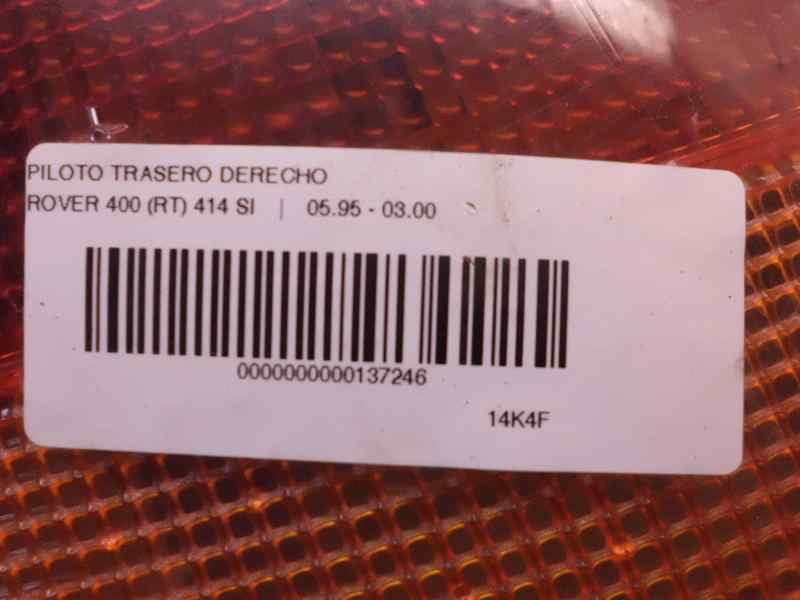 PILOTO TRASERO DERECHO
ROVER 400 (RT) 414 SI | 05.95 - 03.00
0000000000137246
14K4F